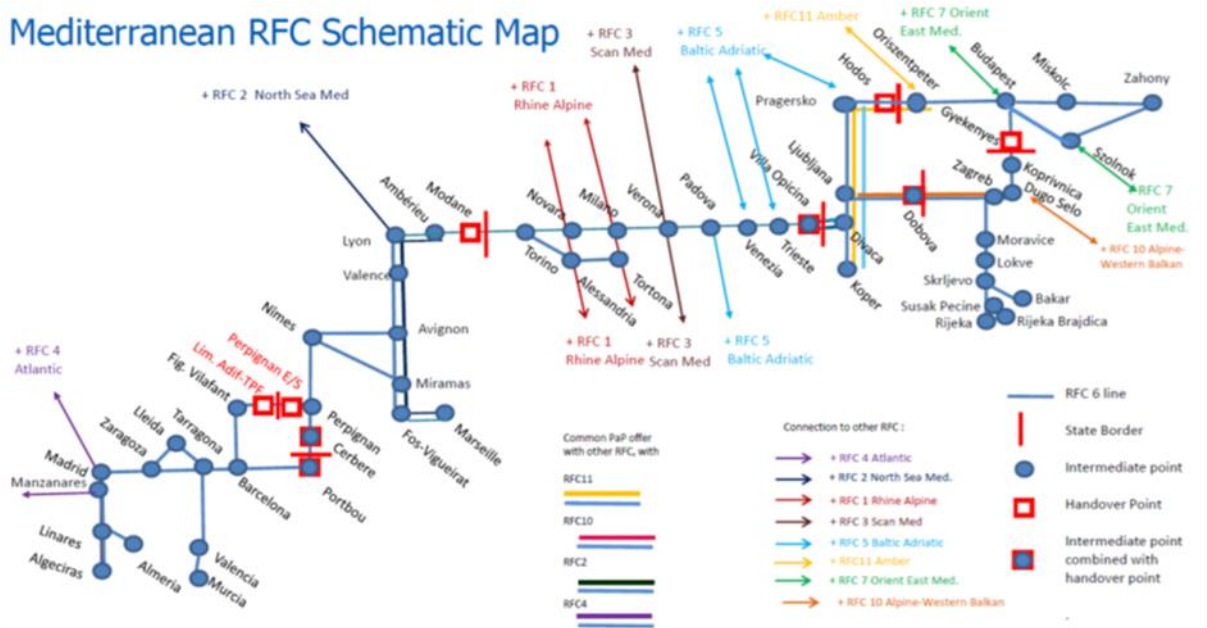 Mediterranean RFC Schematic Map
+ RFC 2 North Sea Med
+ RFC 1
Rhine Alpine
+ RFC 3
Scan Med
+ RFC 5
Baltic Adriatic
+ RFC11 Amber
+ RFC 7 Orient
East Med.
Hodos
Oriszentpeter
Budapest
Miskolc
Zahony
Pragersko
Gyekenyes
Szolnok
Ljubljana
Zagreb
Koprivnica
Dugo Selo
+ RFC 7
Orient
East Med.
Villa Opicina
Ambérieu
Modane
Novara
Milano
Verona
Padova
Lyon
Torino
Alessandria
Tortona
Venezia
Trieste
Divaca
Dobova
Koper
+ RFC 10 Alpine-
Western Balkan
Moravice
Lokve
Skrljevo
Bakar
Susak Pecine
Rijeka
Rijeka Brajdica
Valence
Nimes
Avignon
+ RFC 1
Rhine Alpine
+ RFC 3
Scan Med
+ RFC 5
Baltic Adriatic
+ RFC 4
Atlantic
Perpignan E/S
Lim. Adif-TPF
Fig. Vilafant
Miramas
Perpignan
Cerbere
Fos-Vigueirat
Marseille
Lleida
Tarragona
Zaragoza
Madrid
Manzanares
Barcelona
Portbou
Linares
Algeciras
Almeria
Valencia
Murcia
Common PaP offer
with other RFC, with
RFC11
RFC10
RFC2
RFC4
Connection to other RFC :
+ RFC 4 Atlantic
+ RFC 2 North Sea Med.
+ RFC 1 Rhine Alpine
+ RFC 3 Scan Med
+ RFC 5 Baltic Adriatic
+ RFC11 Amber
+ RFC 7 Orient East Med.
+ RFC 10 Alpine-Western Balkan
RFC 6 line
State Border
Intermediate point
Handover Point
Intermediate point
combined with
handover point